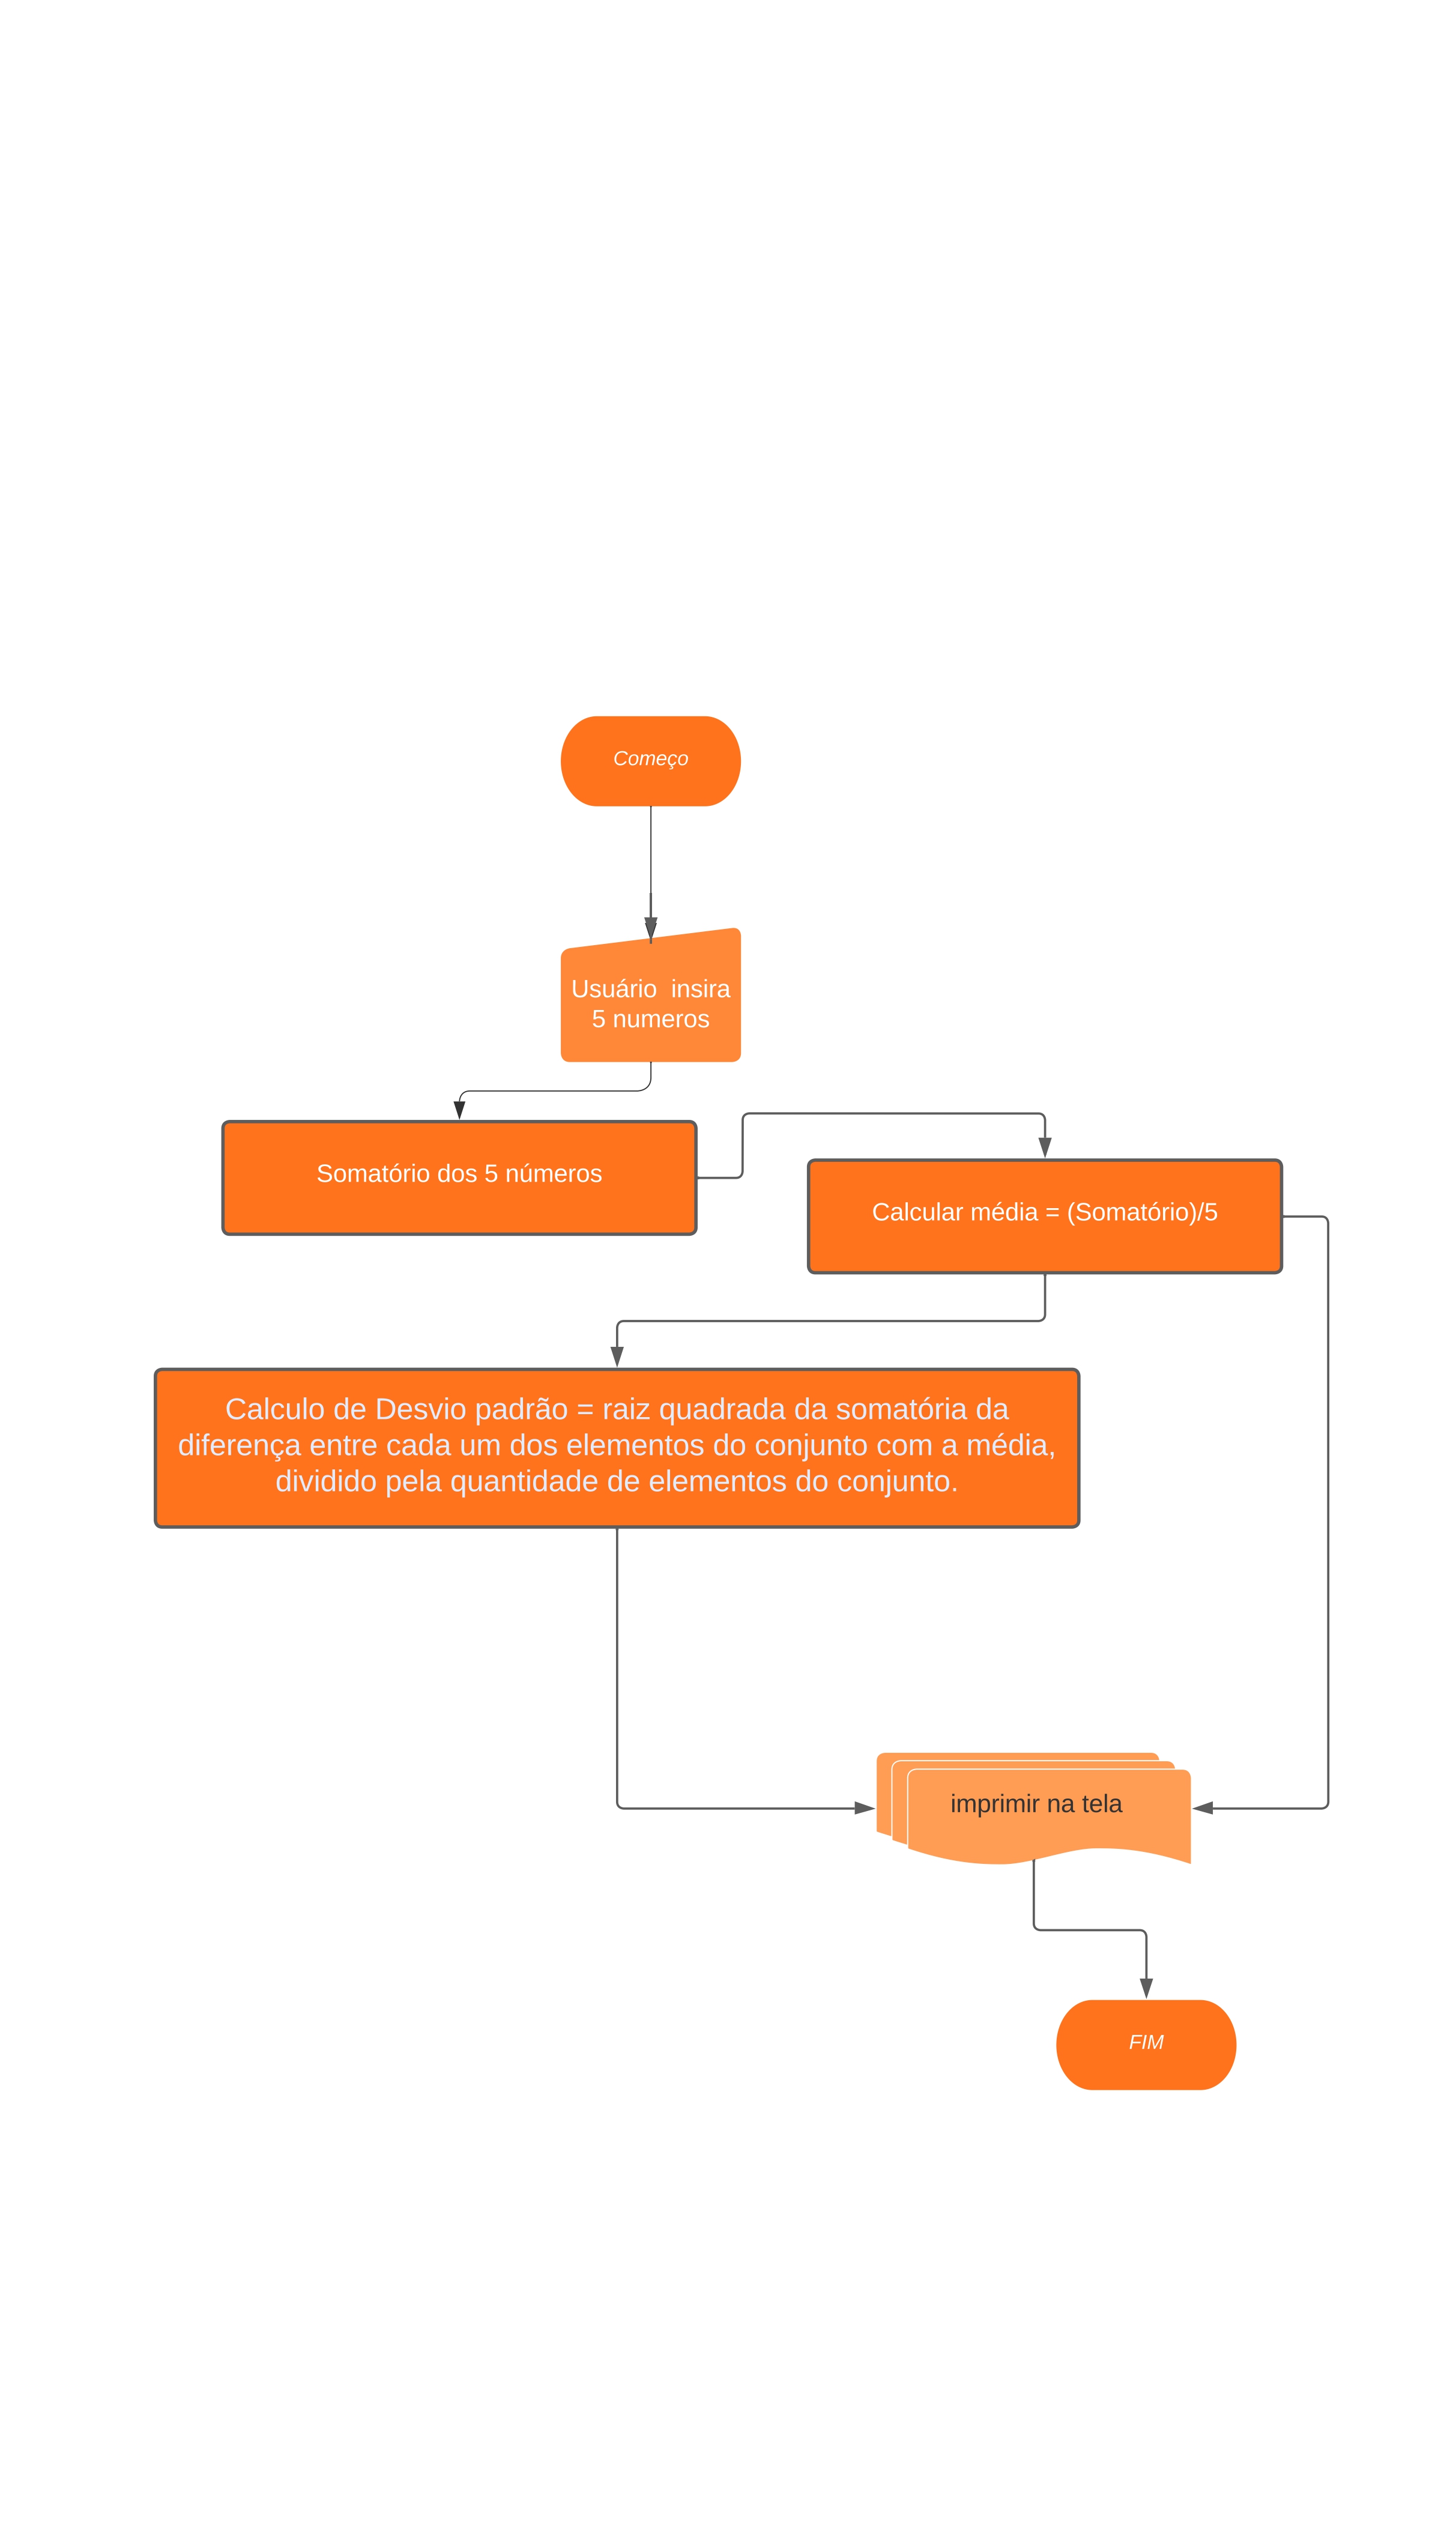 Começo
Usuário  insira
5 numeros
Somatório dos 5 números
Calcular média = (Somatório)/5
Calculo de Desvio padrão = raiz quadrada da somatória da
diferença entre cada um dos elementos do conjunto com a média,
dividido pela quantidade de elementos do conjunto.
imprimir na tela
FIM